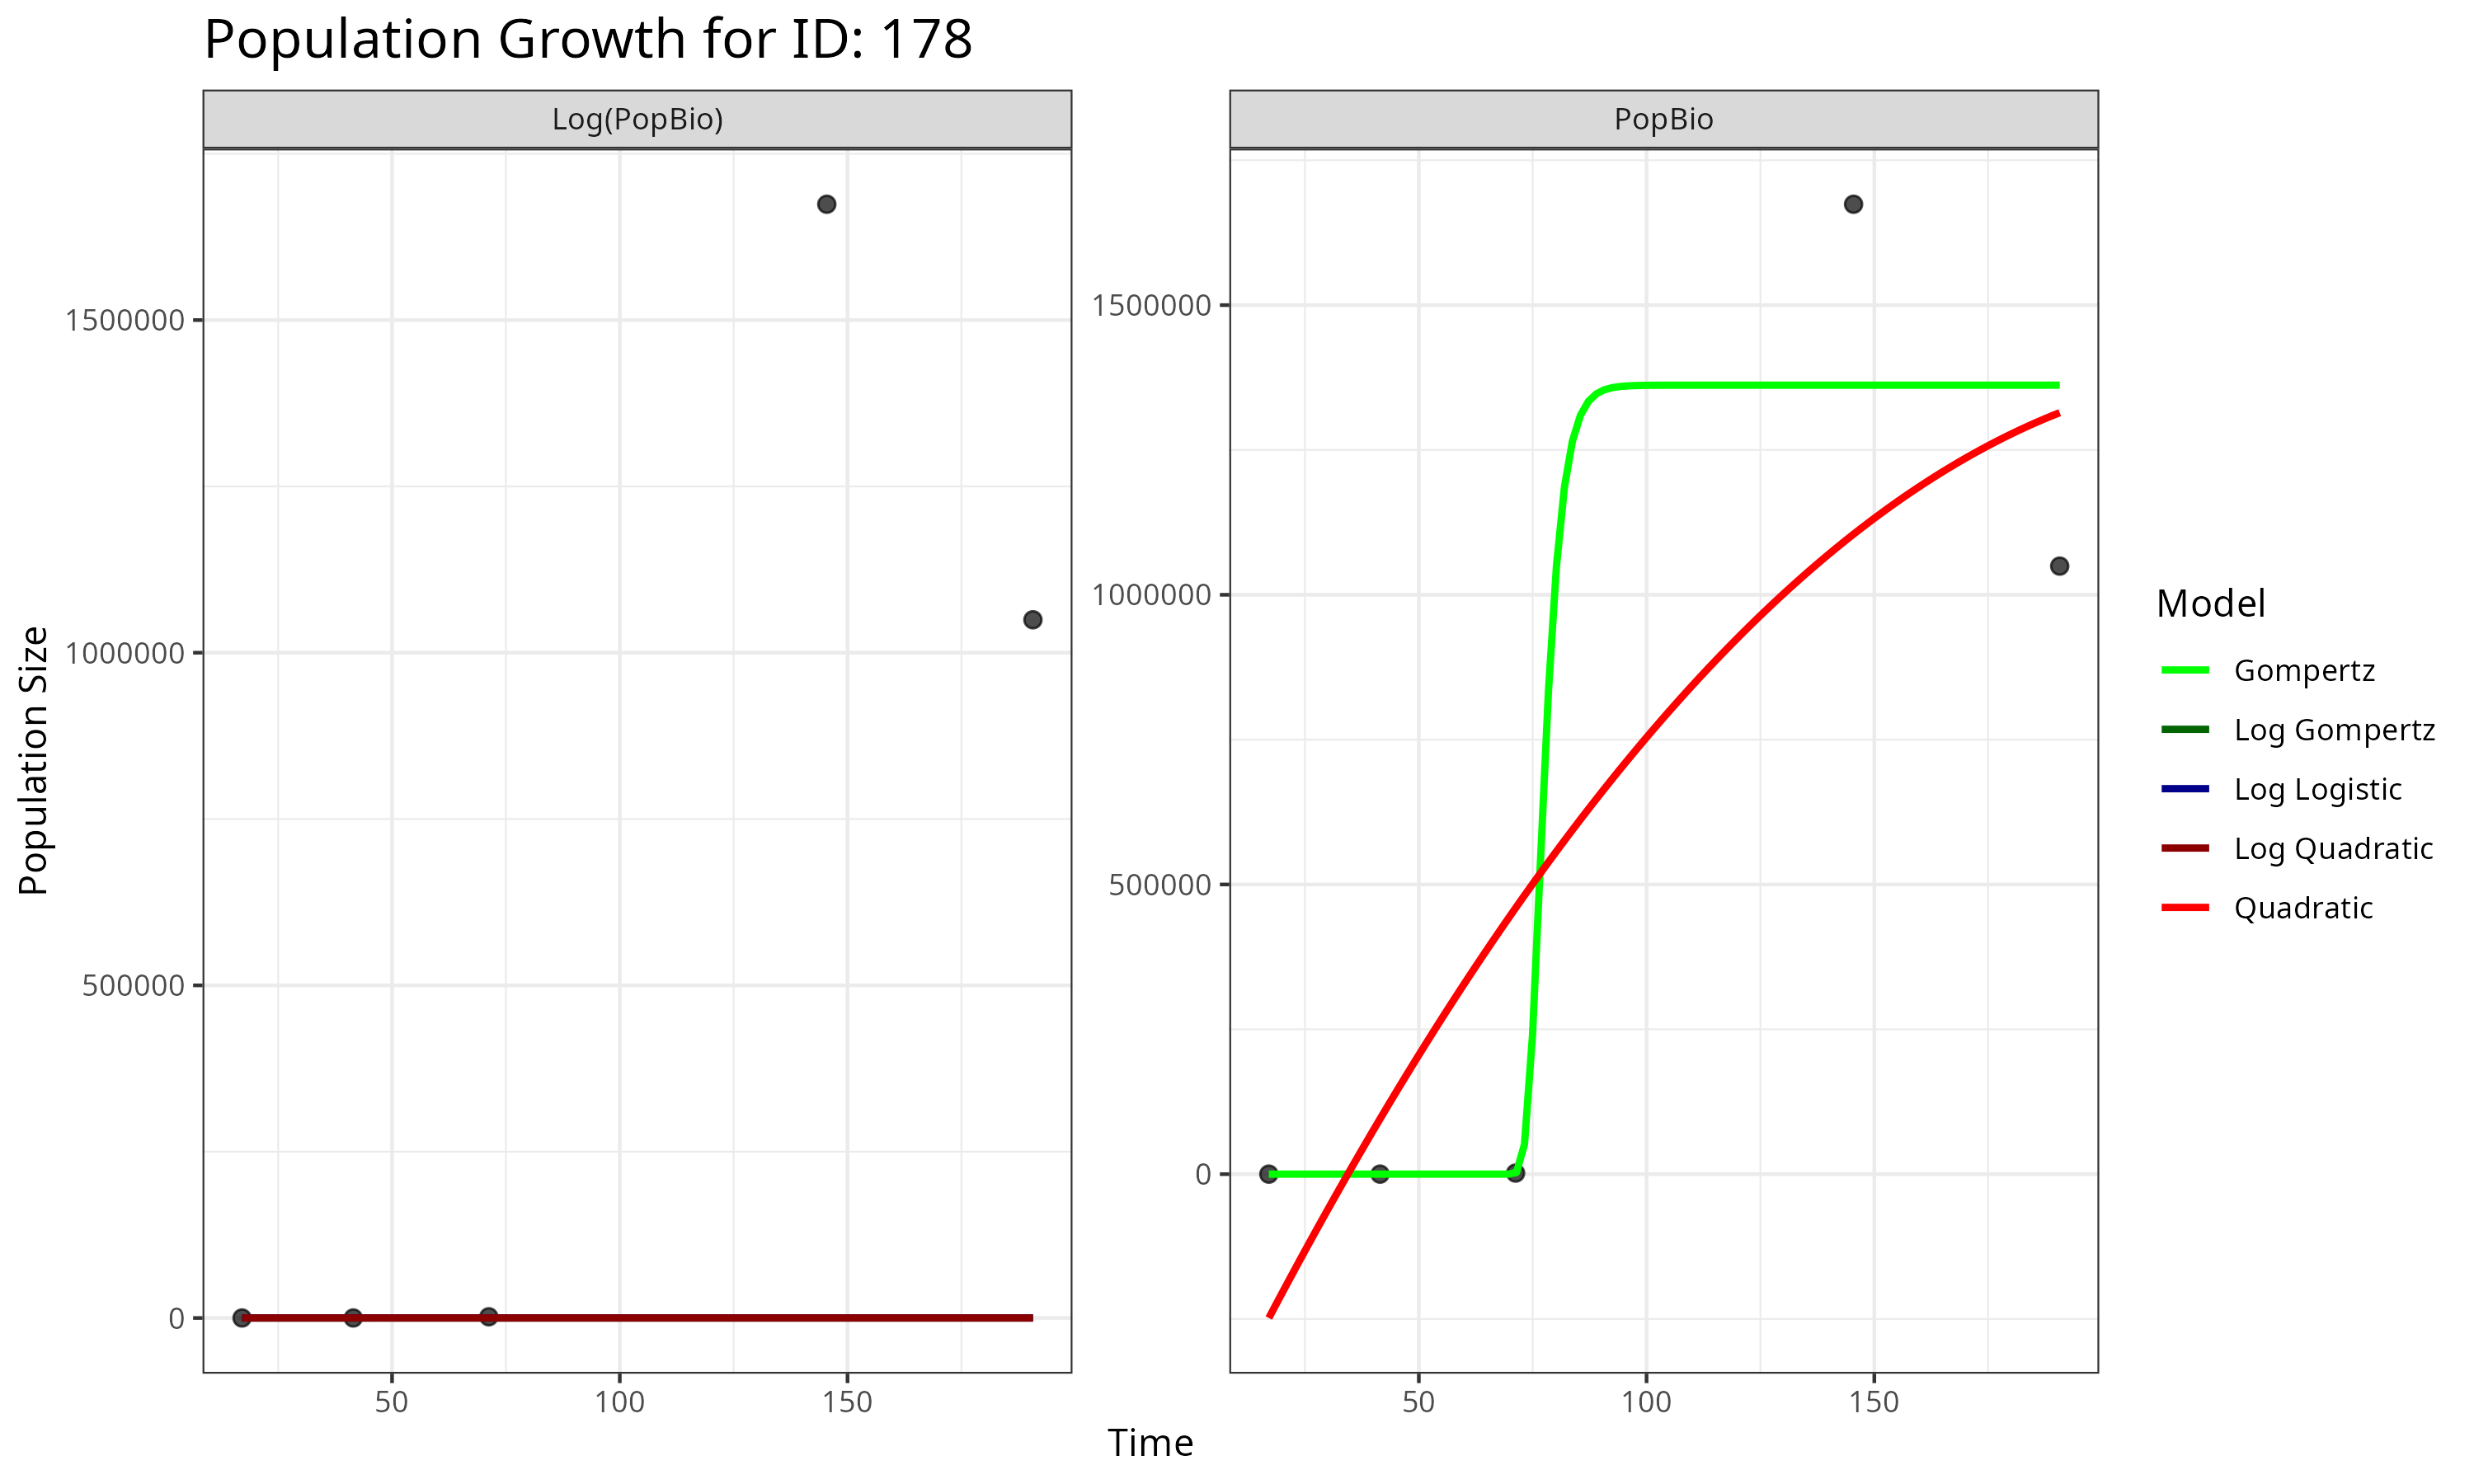 Population Growth for ID: 178
Log(PopBio)
PopBio
Population Size
1500000
1000000
500000
0
1500000
1000000
500000
0
50 100 150
50 100 150
Time
Model
Gompertz
Log Gompertz
Log Logistic
Log Quadratic
Quadratic